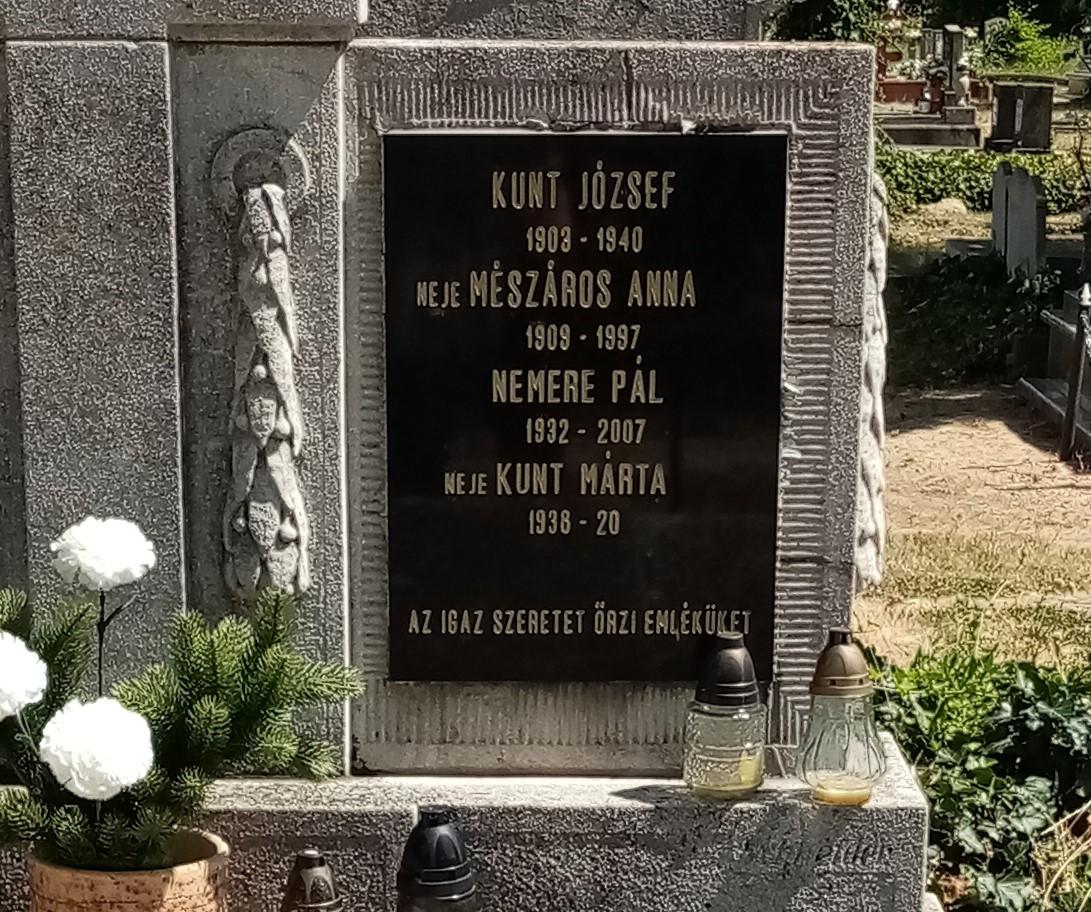 KUNT JÓZSEF
1903 - 1940
NEJE MÉSZÁROS ANNA
1909 - 1997
NEMERE PÁL
1932 - 2007
NEJE KUNT MÁRTA
1938 - 20
AZ IGAZ SZERETET ŐRZI EMLÉKÜKET